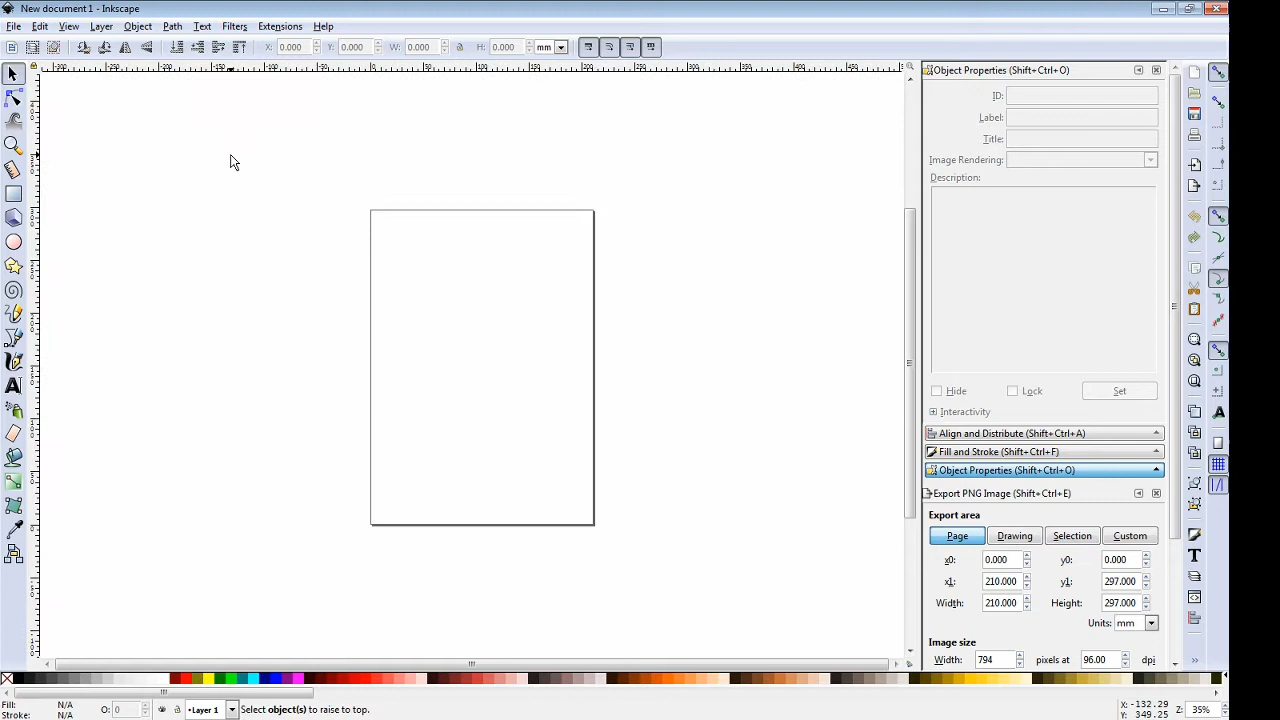 New document 1 - Inkscape
File Edit View Layer Object Path Text Filters Extensions Help
X: 0.000 Y: 0.000 W: 0.000 H: 0.000 mm
Object Properties (Shift+Ctrl+O)
ID:
Label:
Title:
Image Rendering:
Description:
Hide Lock Set
Interactivity
Align and Distribute (Shift+Ctrl+A)
Fill and Stroke (Shift+Ctrl+F)
Object Properties (Shift+Ctrl+O)
Export PNG Image (Shift+Ctrl+E)
Export area
Page Drawing Selection Custom
x0: 0.000 y0: 0.000
x1: 210.000 y1: 297.000
Width: 210.000 Height: 297.000
Units: mm
Image size
Width: 794 pixels at 96.00 dpi
Fill: N/A
Stroke: N/A
O: 0
•Layer 1
Select object(s) to raise to top.
X: -132.29
Y: 349.25
Z: 35%